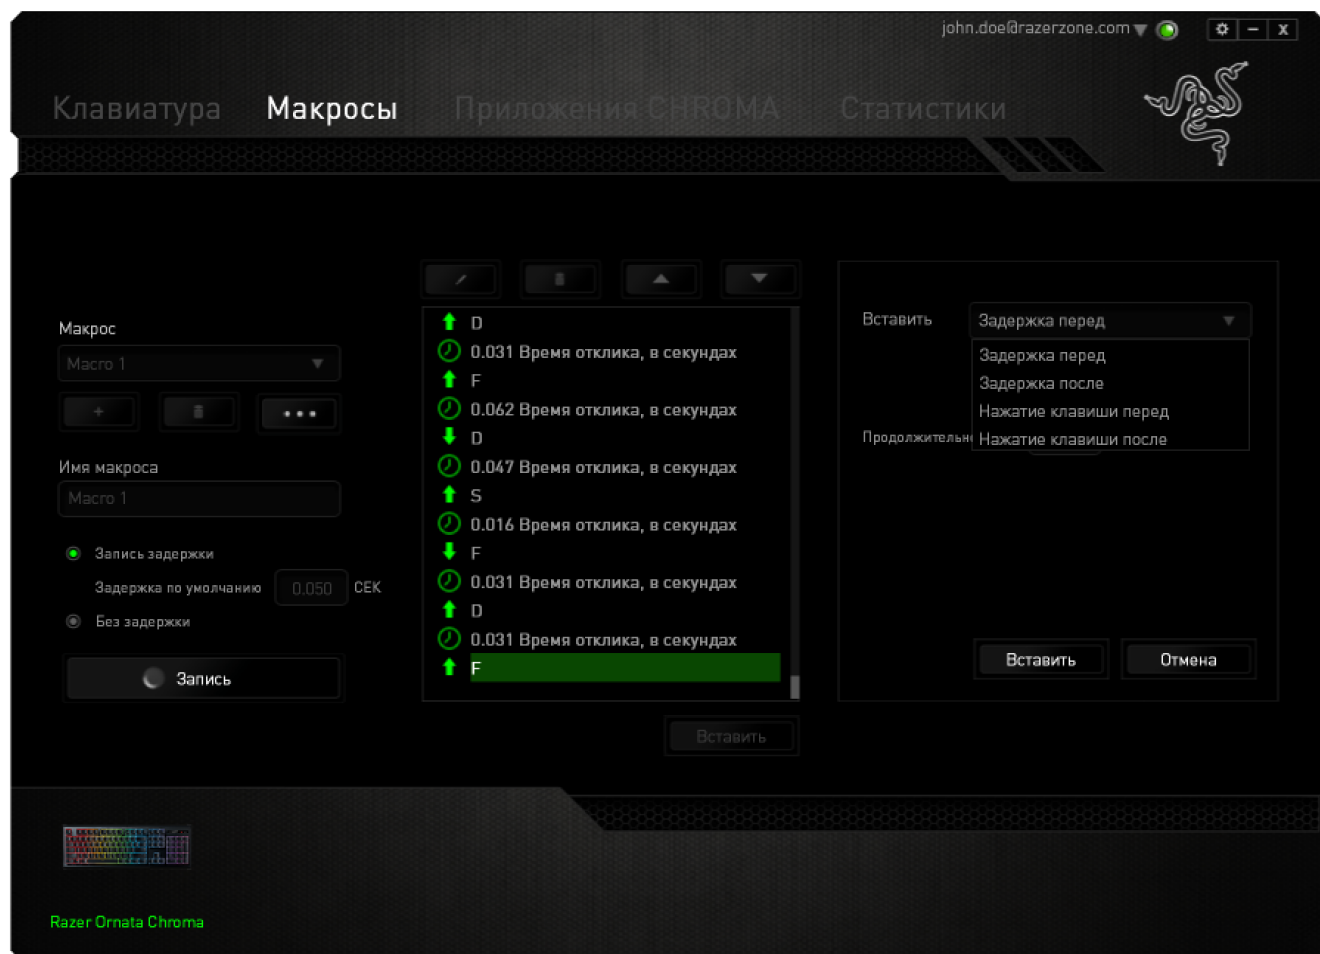 john.doe@razerzone.com
Клавиатура Макросы Приложения CHROMA Статистики
Макрос
Macro 1
Имя макроса
Macro 1
Запись задержки
Задержка по умолчанию 0.050 СЕК
Без задержки
Запись
D
0.031 Время отклика, в секундах
F
0.062 Время отклика, в секундах
D
0.047 Время отклика, в секундах
S
0.016 Время отклика, в секундах
F
0.031 Время отклика, в секундах
D
0.031 Время отклика, в секундах
F
Вставить
Вставить Задержка перед
Задержка перед
Задержка после
Нажатие клавиши перед
Продолжительн Нажатие клавиши после
Вставить Отмена
Razer Ornata Chroma